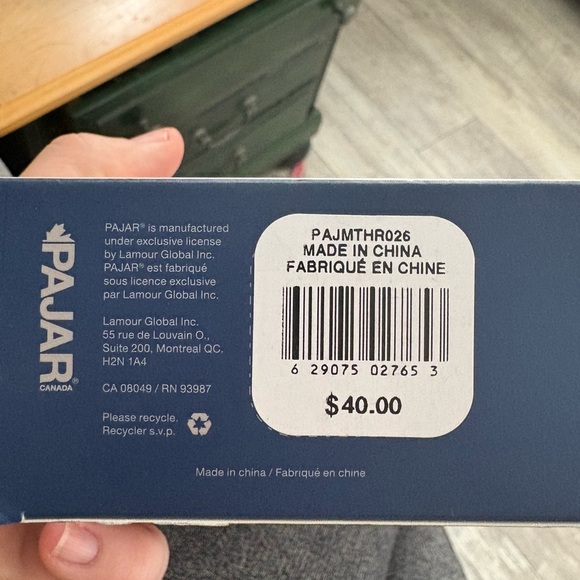 PAJAR®
CANADA
PAJAR® is manufactured
under exclusive license
by Lamour Global Inc.
PAJAR® est fabriqué
sous licence exclusive
par Lamour Global Inc.
Lamour Global Inc.
55 rue de Louvain O.,
Suite 200, Montreal QC.
H2N 1A4
CA 08049 / RN 93987
Please recycle.
Recycler s.v.p.
PAJMTHR026
MADE IN CHINA
FABRIQUÉ EN CHINE
6 29075 02765 3
$40.00
Made in china / Fabriqué en chine